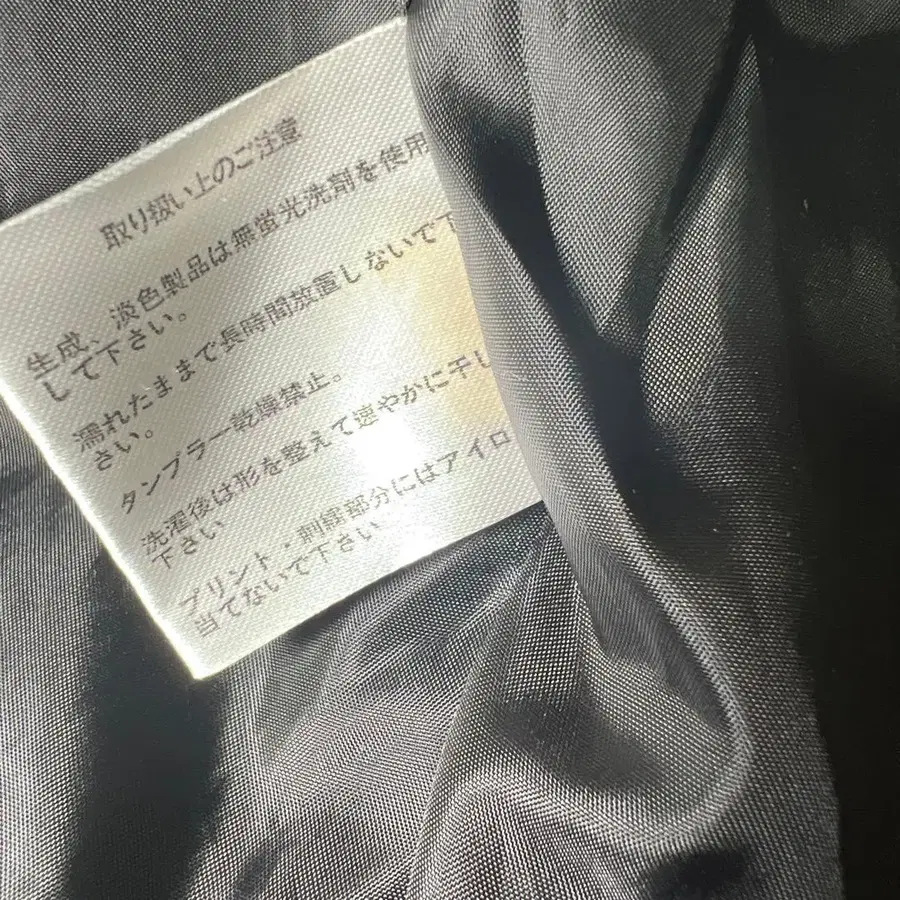 取り扱い上のご注意
生成、淡色製品は無蛍光洗剤を使用
して下さい。
濡れたままで長時間放置しないで下
さい。
タンブラー乾燥禁止。
洗濯後は形を整えて速やかに干し
下さい
プリント・刺繍部分にはアイロ
当てないで下さい